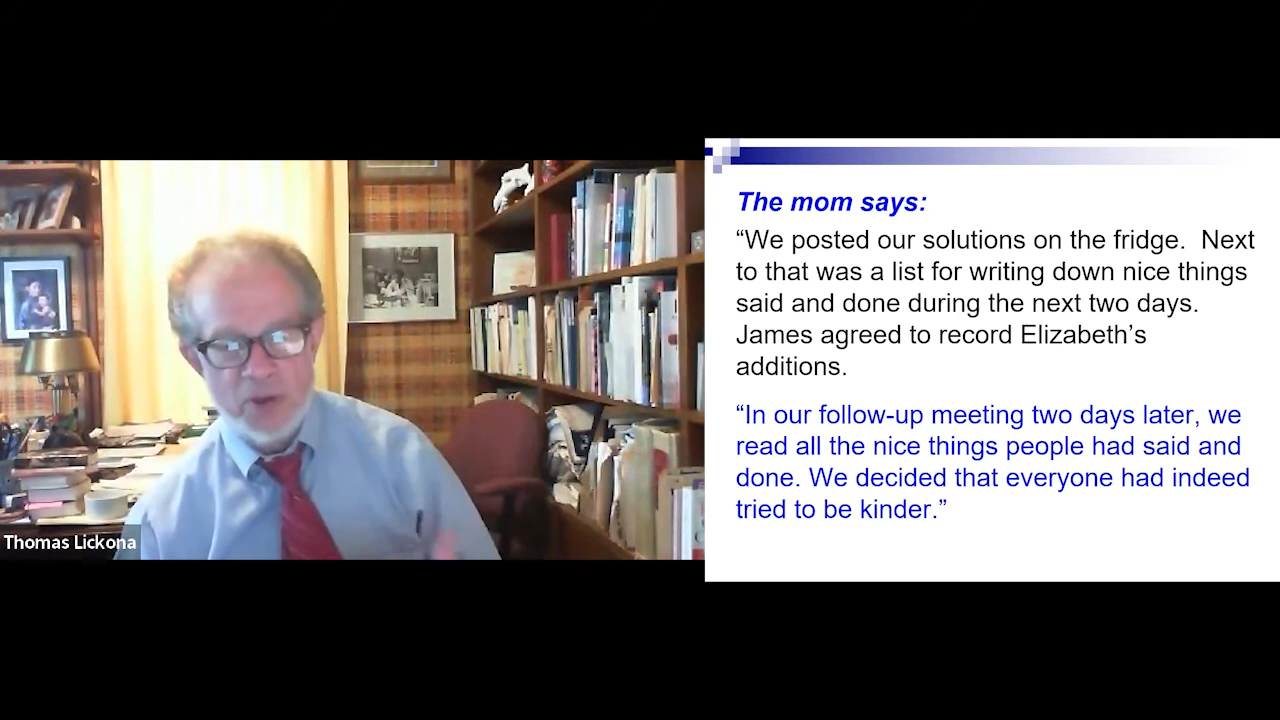 The mom says:
“We posted our solutions on the fridge.  Next
to that was a list for writing down nice things
said and done during the next two days.
James agreed to record Elizabeth’s
additions.
“In our follow-up meeting two days later, we
read all the nice things people had said and
done. We decided that everyone had indeed
tried to be kinder.”
Thomas Lickona